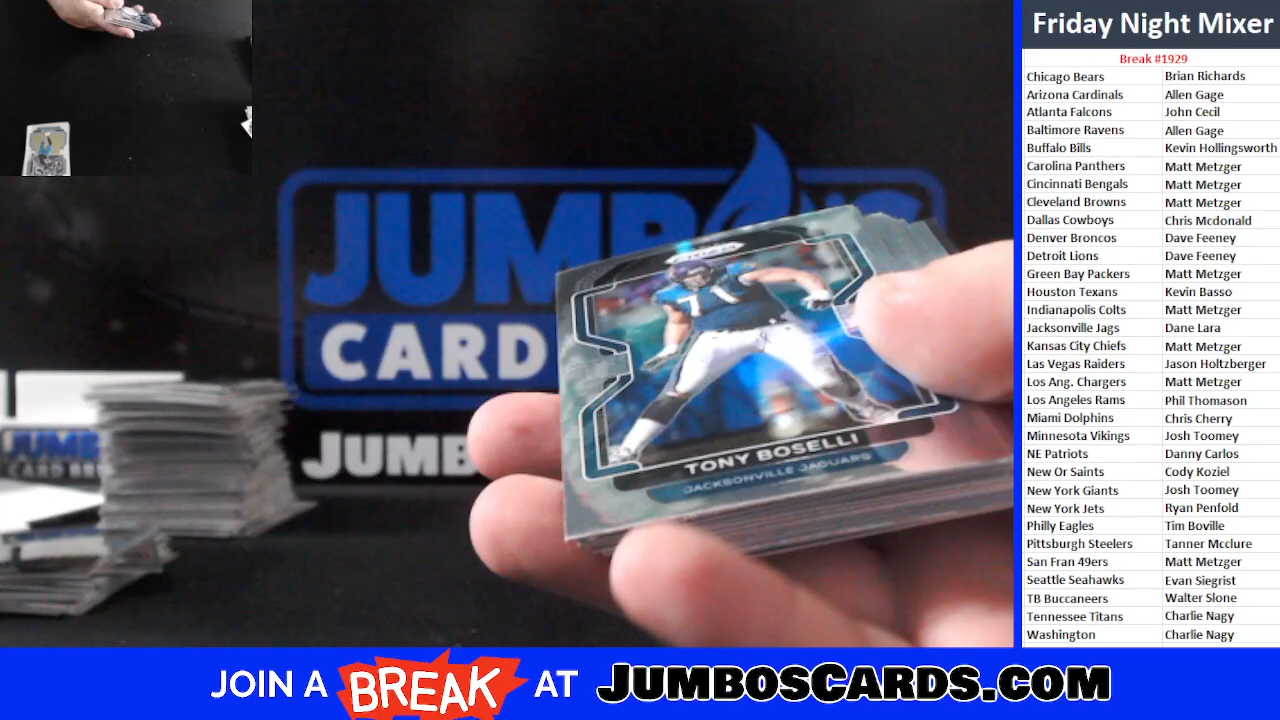 Friday Night Mixer
Break #1929
Chicago Bears Brian Richards
Arizona Cardinals Allen Gage
Atlanta Falcons John Cecil
Baltimore Ravens Allen Gage
Buffalo Bills Kevin Hollingsworth
Carolina Panthers Matt Metzger
Cincinnati Bengals Matt Metzger
Cleveland Browns Matt Metzger
Dallas Cowboys Chris Mcdonald
Denver Broncos Dave Feeney
Detroit Lions Dave Feeney
Green Bay Packers Matt Metzger
Houston Texans Kevin Basso
Indianapolis Colts Matt Metzger
Jacksonville Jags Dane Lara
Kansas City Chiefs Matt Metzger
Las Vegas Raiders Jason Holtzberger
Los Ang. Chargers Matt Metzger
Los Angeles Rams Phil Thomason
Miami Dolphins Chris Cherry
Minnesota Vikings Josh Toomey
NE Patriots Danny Carlos
New Or Saints Cody Koziel
New York Giants Josh Toomey
New York Jets Ryan Penfold
Philly Eagles Tim Boville
Pittsburgh Steelers Tanner Mcclure
San Fran 49ers Matt Metzger
Seattle Seahawks Evan Siegrist
TB Buccaneers Walter Slone
Tennessee Titans Charlie Nagy
Washington Charlie Nagy
JUMBO'S
CARD
JUMB
PRIZM
71
TONY BOSELLI
JACKSONVILLE JAGUARS
JUMB
CARD BR
JOIN A BREAK AT JUMBOSCARDS.COM